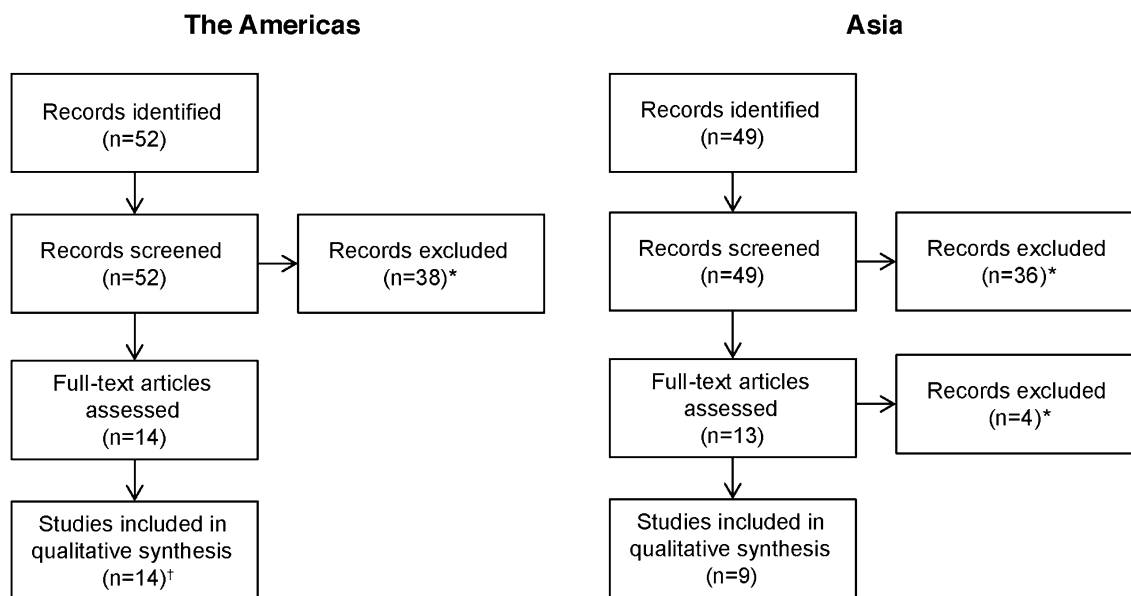 The Americas
Records identified
(n=52)
Records screened
(n=52)
Records excluded
(n=38)*
Full-text articles
assessed
(n=14)
Studies included in
qualitative synthesis
(n=14)†
Asia
Records identified
(n=49)
Records screened
(n=49)
Records excluded
(n=36)*
Full-text articles
assessed
(n=13)
Records excluded
(n=4)*
Studies included in
qualitative synthesis
(n=9)